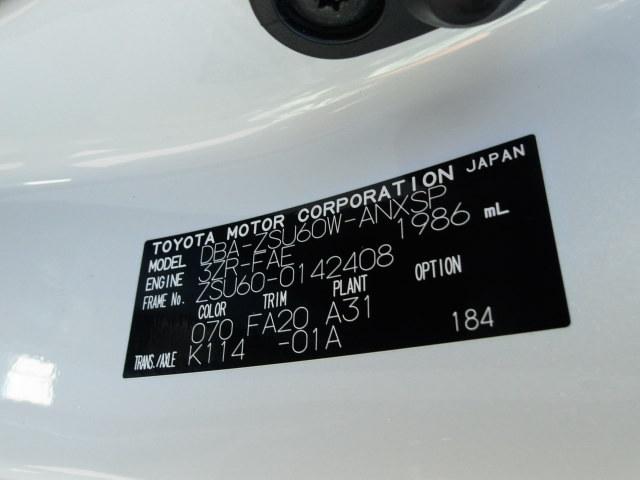 TOYOTA MOTOR CORPORATION JAPAN
MODEL DBA-ZSU60W-ANXSP
ENGINE 3ZR-FAE 1986 mL
FRAME No. ZSU60-0142408
COLOR TRIM PLANT OPTION
070 FA20 A31
TRANS./AXLE K114 -01A 184